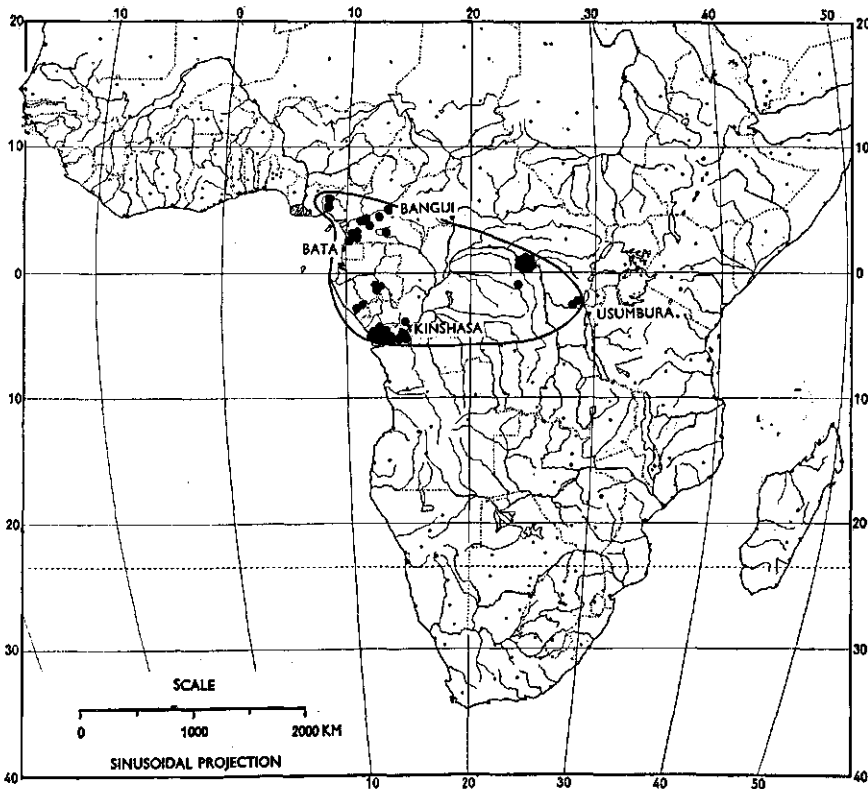 10 0 10 20 30 40 50
20 20
10 10
BANGUI
BATA
0 0
USUMBURA
KINSHASA
10 10
20 20
30 30
SCALE
0 1000 2000 KM
SINUSOIDAL PROJECTION
40 40
10 20 30 40 50